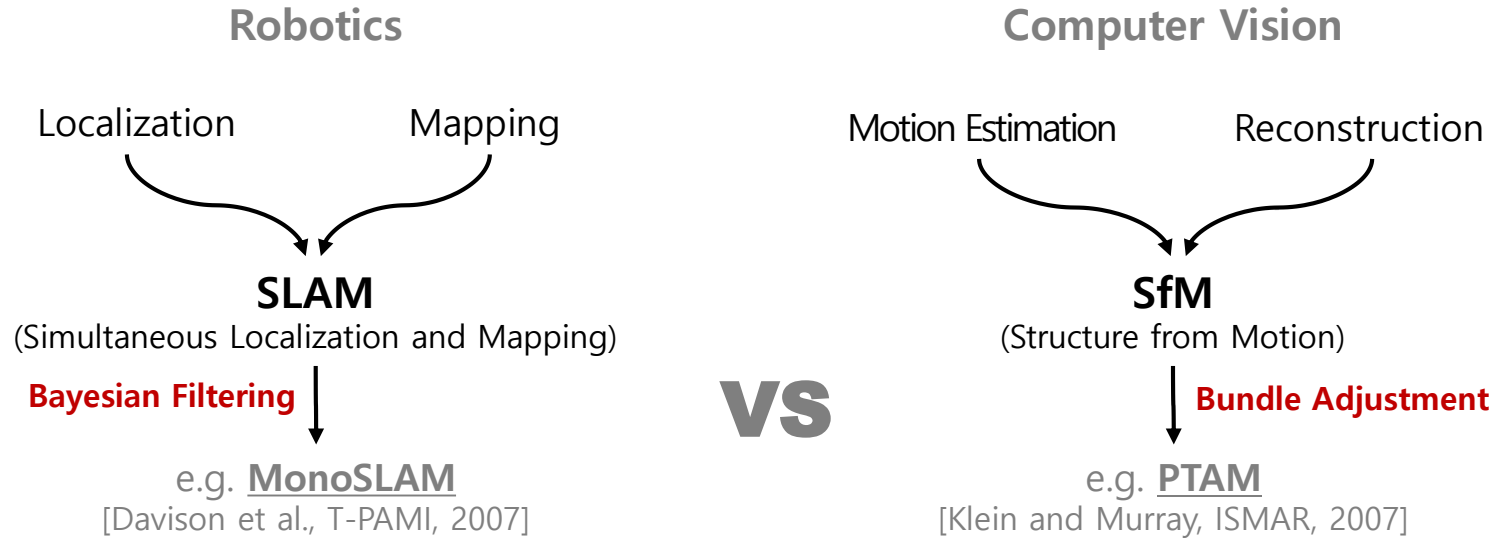 Robotics
Localization Mapping
SLAM
(Simultaneous Localization and Mapping)
Bayesian Filtering
e.g. MonoSLAM
[Davison et al., T-PAMI, 2007]
VS
Computer Vision
Motion Estimation Reconstruction
SfM
(Structure from Motion)
Bundle Adjustment
e.g. PTAM
[Klein and Murray, ISMAR, 2007]